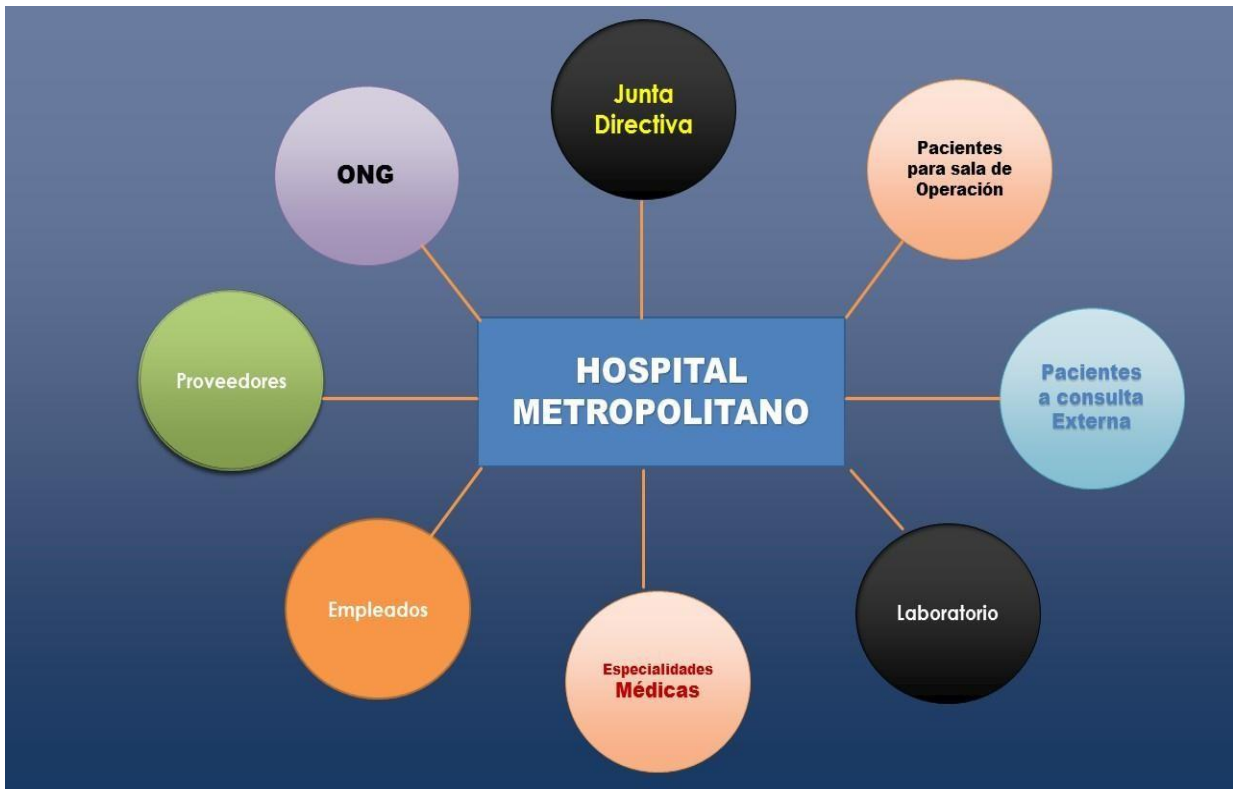 Junta
Directiva
ONG
Pacientes
para sala de
Operación
Proveedores
HOSPITAL
METROPOLITANO
Pacientes
a consulta
Externa
Empleados
Especialidades
Médicas
Laboratorio